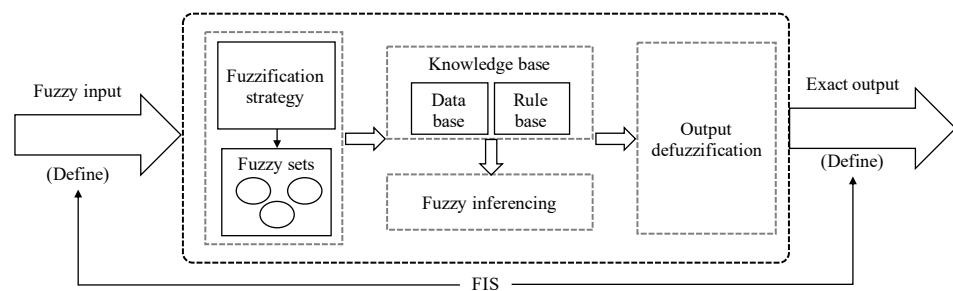 Fuzzy input
(Define)
Fuzzification
strategy
Fuzzy sets
Knowledge base
Data
base
Rule
base
Fuzzy inferencing
Output
defuzzification
Exact output
(Define)
FIS